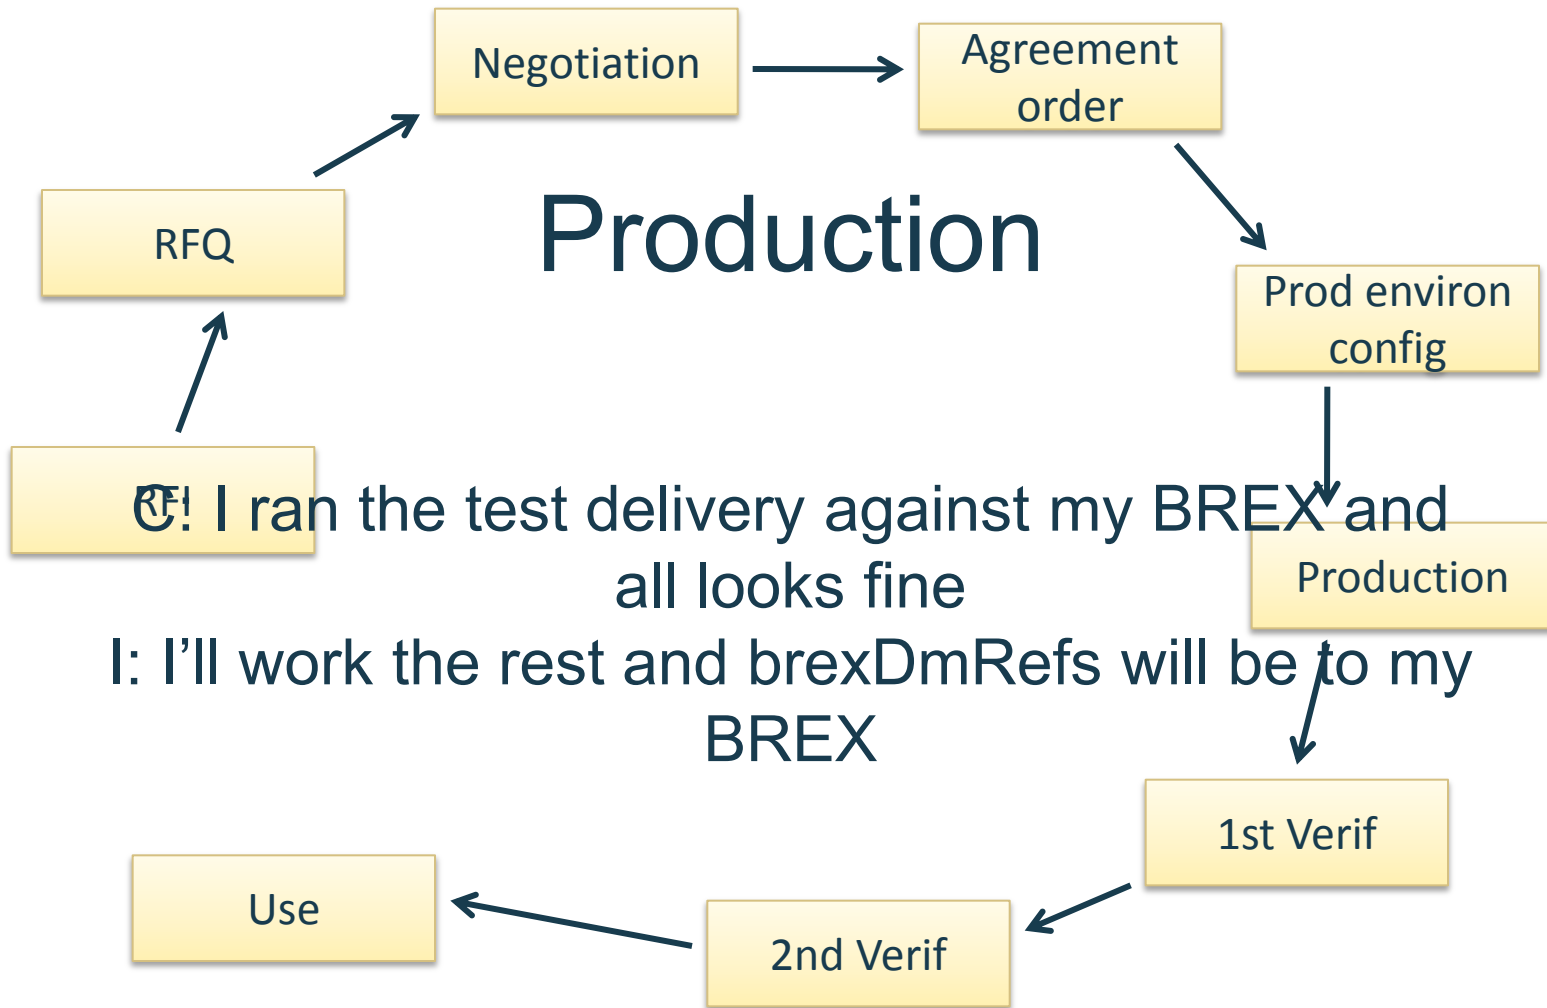 Negotiation
Agreement
order
Production
RFQ
Prod environ
config
RFI
C: I ran the test delivery against my BREX and
all looks fine
Production
I: I’ll work the rest and brexDmRefs will be to my
BREX
1st Verif
Use
2nd Verif